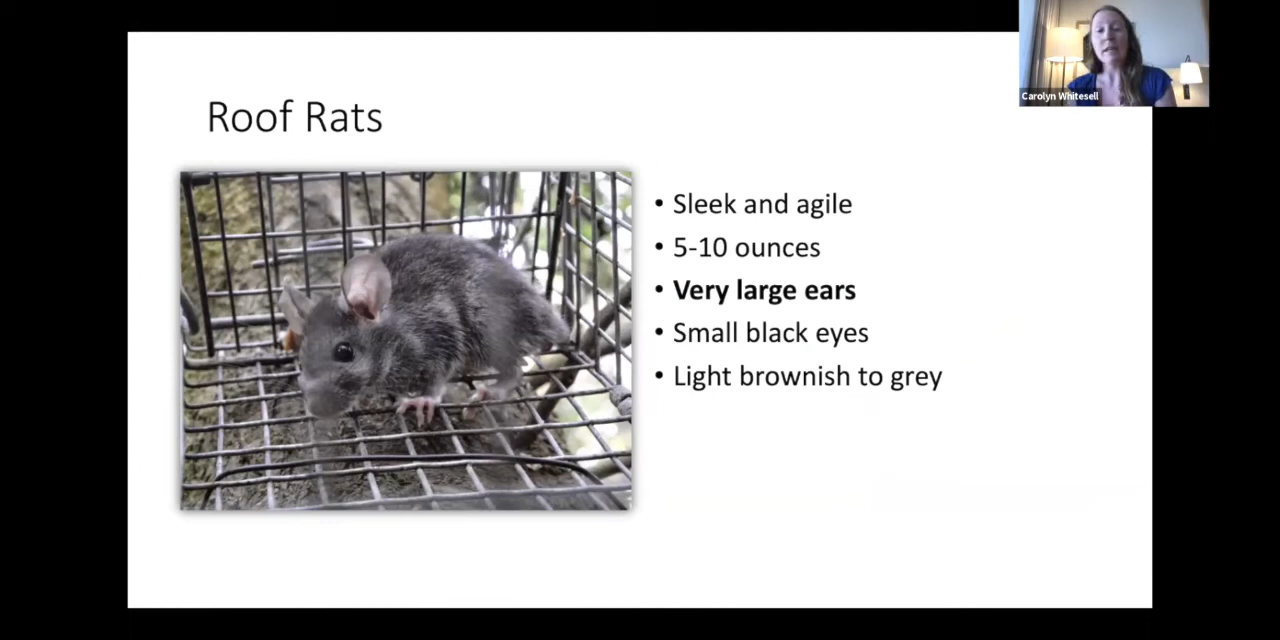 Carolyn Whitesell
Roof Rats
• Sleek and agile
• 5-10 ounces
• Very large ears
• Small black eyes
• Light brownish to grey